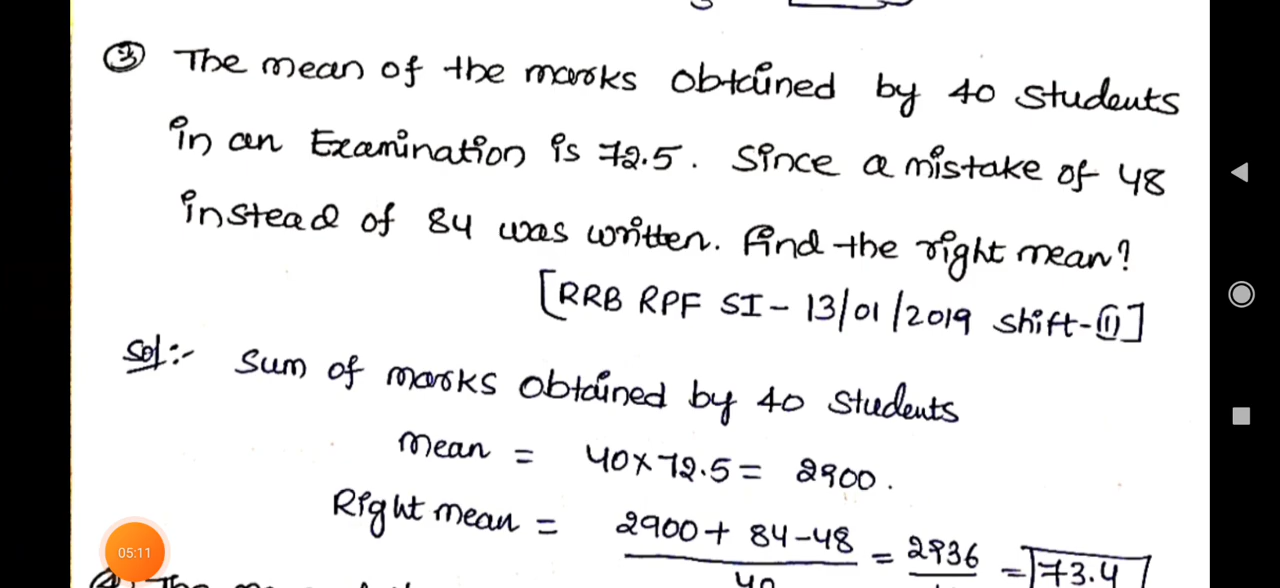 ③ The mean of the marks obtained by 40 students
in an Examination is 72.5. Since a mistake of 48
instead of 84 was written. Find the right mean?
[RRB RPF SI - 13/01/2019 Shift-(ii)]
Sol:- Sum of marks obtained by 40 students
mean = 40×72.5 = 2900.
Right mean = 2900 + 84-48 / 40 = 2936 = 73.4
05:11